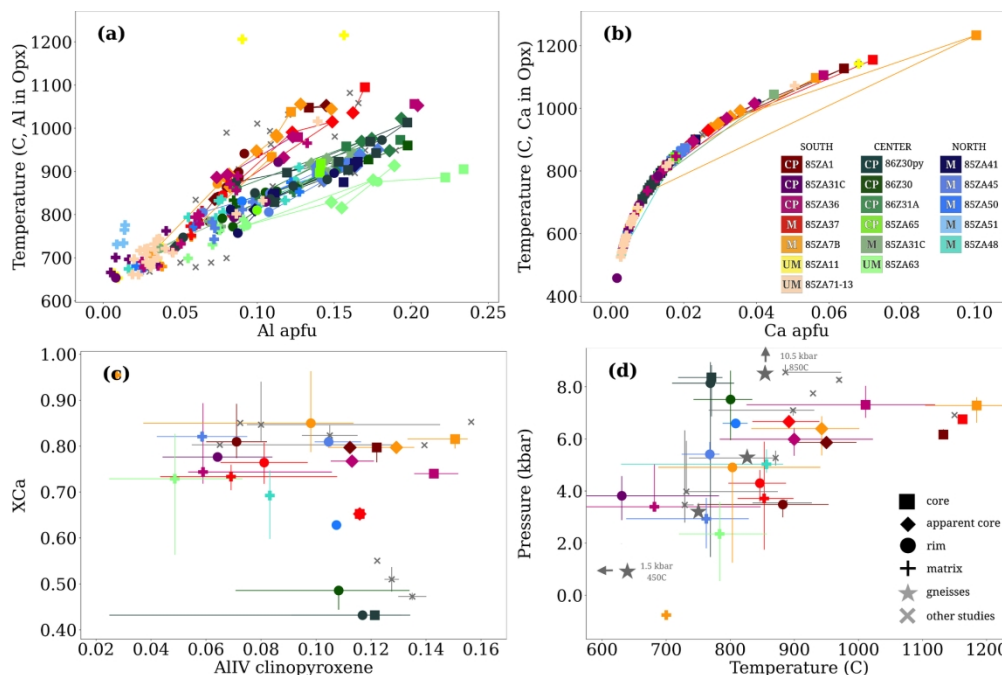 (a)
Temperature (C, Al in Opx)
1200
1100
1000
900
800
700
600
0.00 0.05 0.10 0.15 0.20 0.25
Al apfu
(b)
Temperature (C, Ca in Opx)
1200
1000
800
600
400
0.00 0.02 0.04 0.06 0.08 0.10
Ca apfu
SOUTH CENTER NORTH
CP 85ZA1 CP 86Z30py M 85ZA41
CP 85ZA31C CP 86Z30 M 85ZA45
CP 85ZA36 CP 86Z31A M 85ZA50
M 85ZA37 CP 85ZA65 M 85ZA51
M 85ZA7B M 85ZA31C M 85ZA48
UM 85ZA11 UM 85ZA63
UM 85ZA71-13
(c)
XCa
1.00
0.90
0.80
0.70
0.60
0.50
0.40
0.02 0.04 0.06 0.08 0.10 0.12 0.14 0.16
AlIV clinopyroxene
(d)
Pressure (kbar)
8.0
6.0
4.0
2.0
0.0
600 700 800 900 1000 1100 1200
Temperature (C)
10.5 kbar
850C
1.5 kbar
450C
core
apparent core
rim
matrix
gneisses
other studies